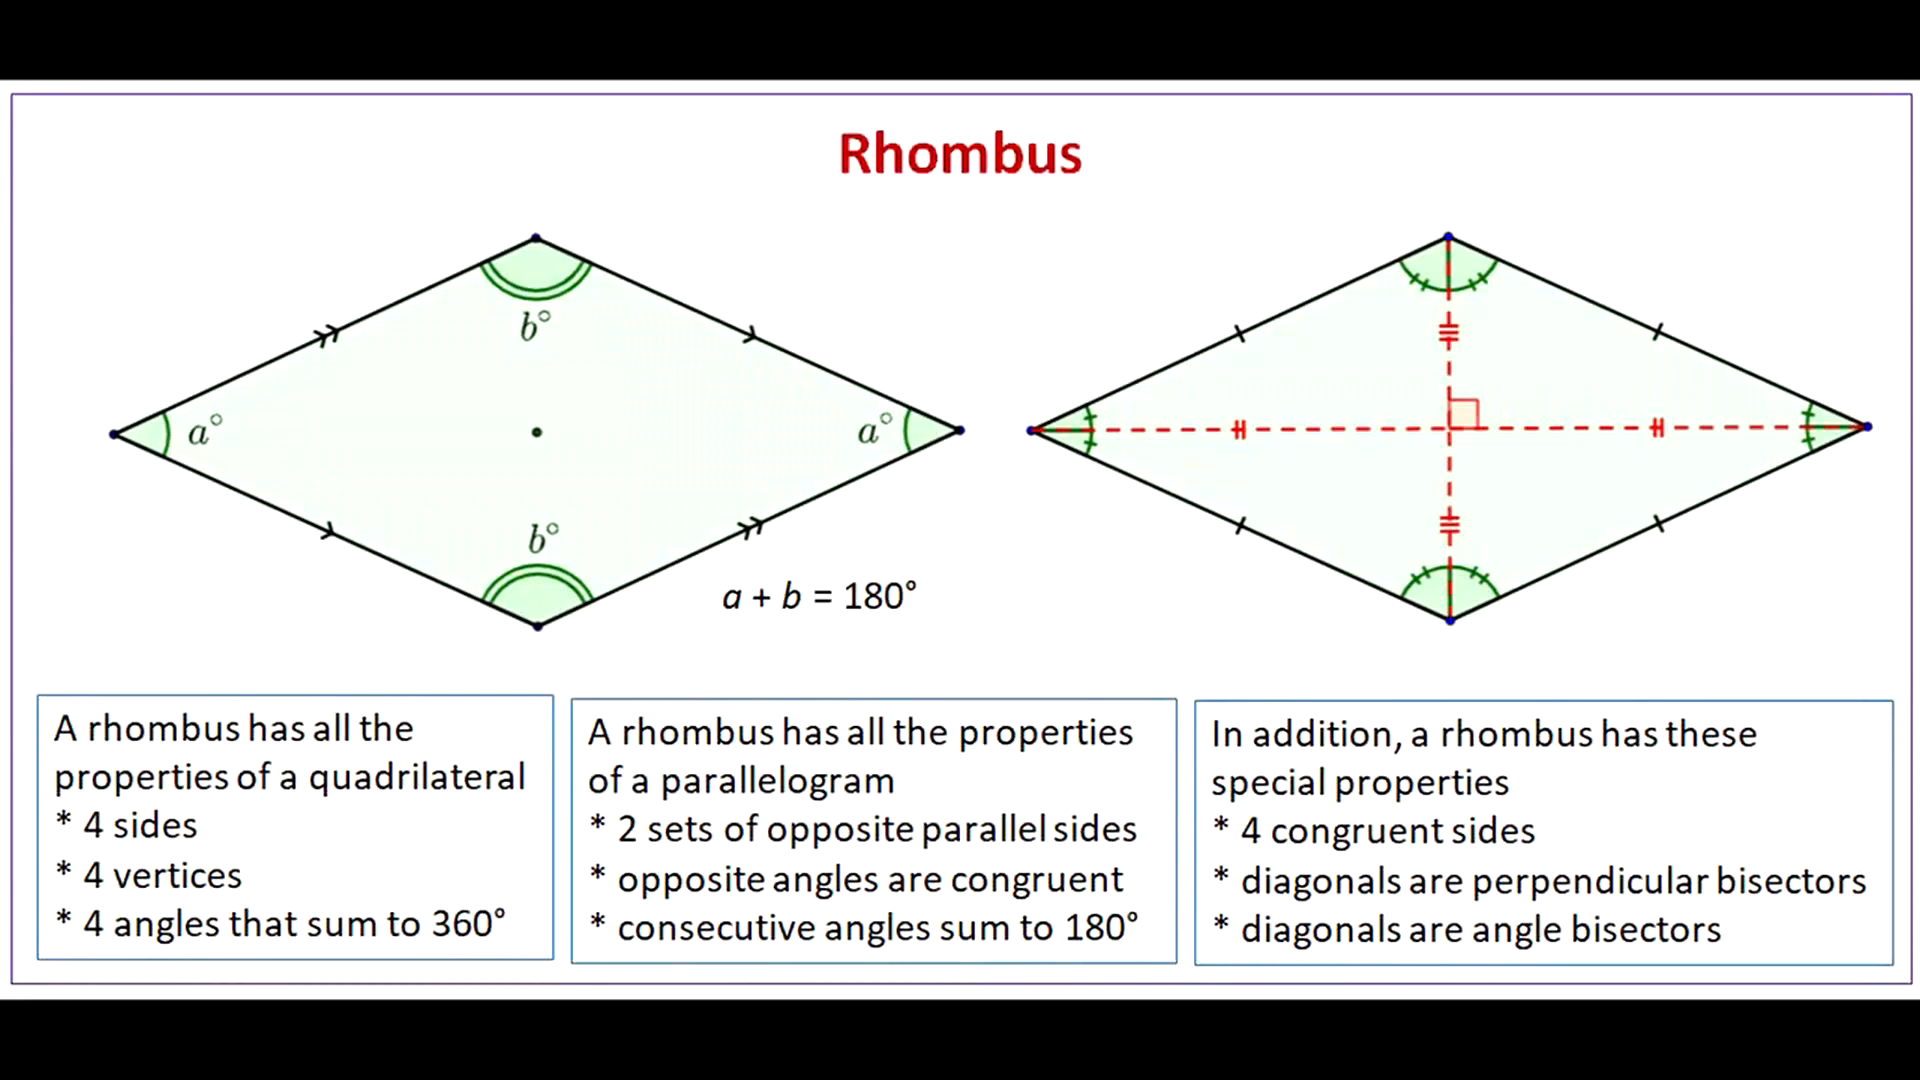 Rhombus
b°
a°
a°
b°
a + b = 180°
A rhombus has all the
properties of a quadrilateral
* 4 sides
* 4 vertices
* 4 angles that sum to 360°
A rhombus has all the properties
of a parallelogram
* 2 sets of opposite parallel sides
* opposite angles are congruent
* consecutive angles sum to 180°
In addition, a rhombus has these
special properties
* 4 congruent sides
* diagonals are perpendicular bisectors
* diagonals are angle bisectors